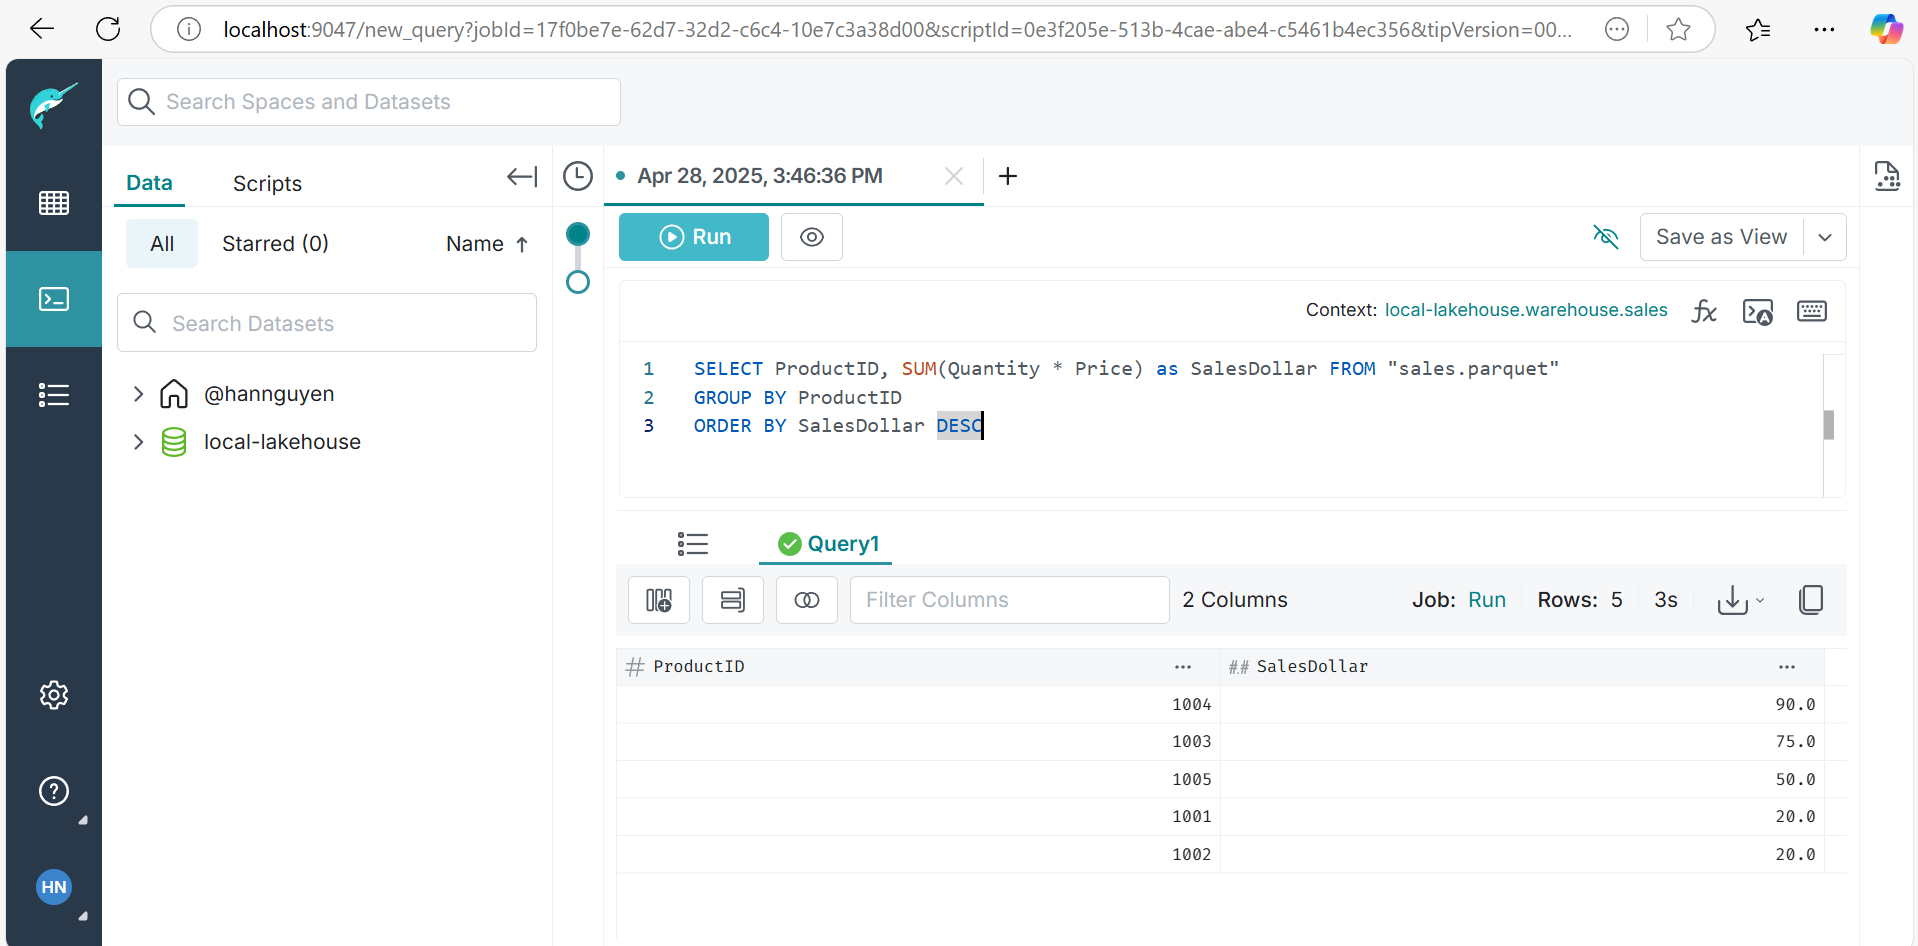 localhost:9047/new_query?jobId=17f0be7e-62d7-32d2-c6c4-10e7c3a38d00&scriptId=0e3f205e-513b-4cae-abe4-c5461b4ec356&tipVersion=00...
Search Spaces and Datasets
Data Scripts
Apr 28, 2025, 3:46:36 PM
All Starred (0) Name ↑
Run
Save as View
Search Datasets
@hannguyen
local-lakehouse
HN
Context: local-lakehouse.warehouse.sales fx
1 SELECT ProductID, SUM(Quantity * Price) as SalesDollar FROM "sales.parquet"
2 GROUP BY ProductID
3 ORDER BY SalesDollar DESC
Query1
Filter Columns 2 Columns Job: Run Rows: 5 3s
# ProductID ... ## SalesDollar ...
1004 90.0
1003 75.0
1005 50.0
1001 20.0
1002 20.0